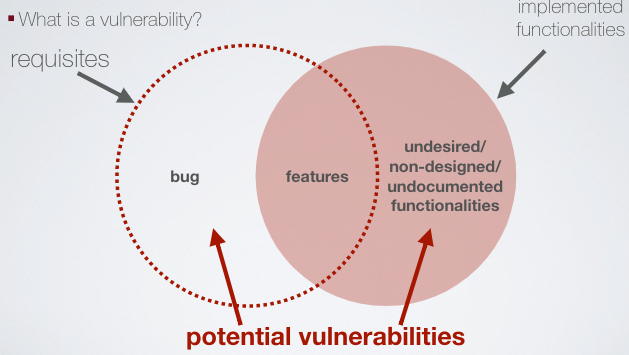 What is a vulnerability?
implemented
functionalities
requisites
bug
features
undesired/
non-designed/
undocumented
functionalities
potential vulnerabilities